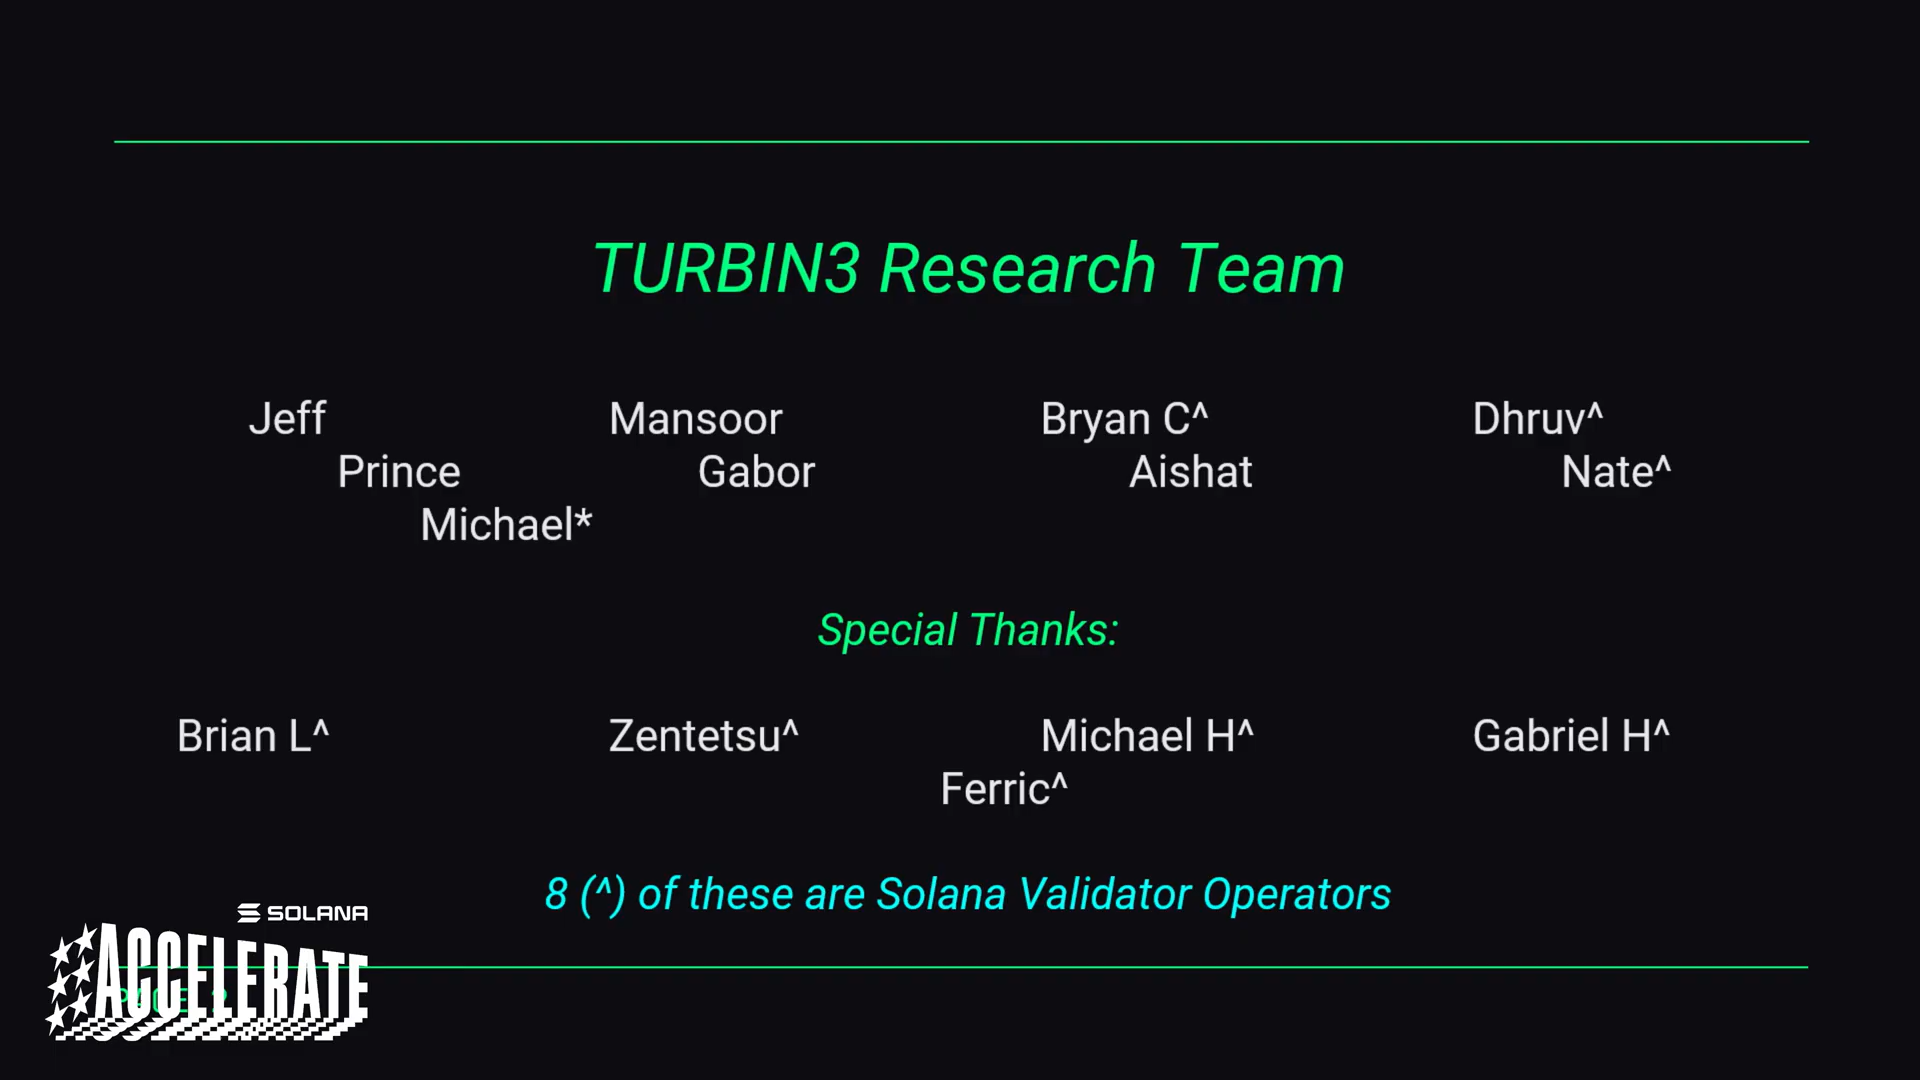 TURBIN3 Research Team
Jeff Mansoor Bryan C^ Dhruv^
Prince Gabor Aishat Nate^
Michael*
Special Thanks:
Brian L^ Zentetsu^ Michael H^ Gabriel H^
Ferric^
8 (^) of these are Solana Validator Operators
SOLANA
ACCELERATE